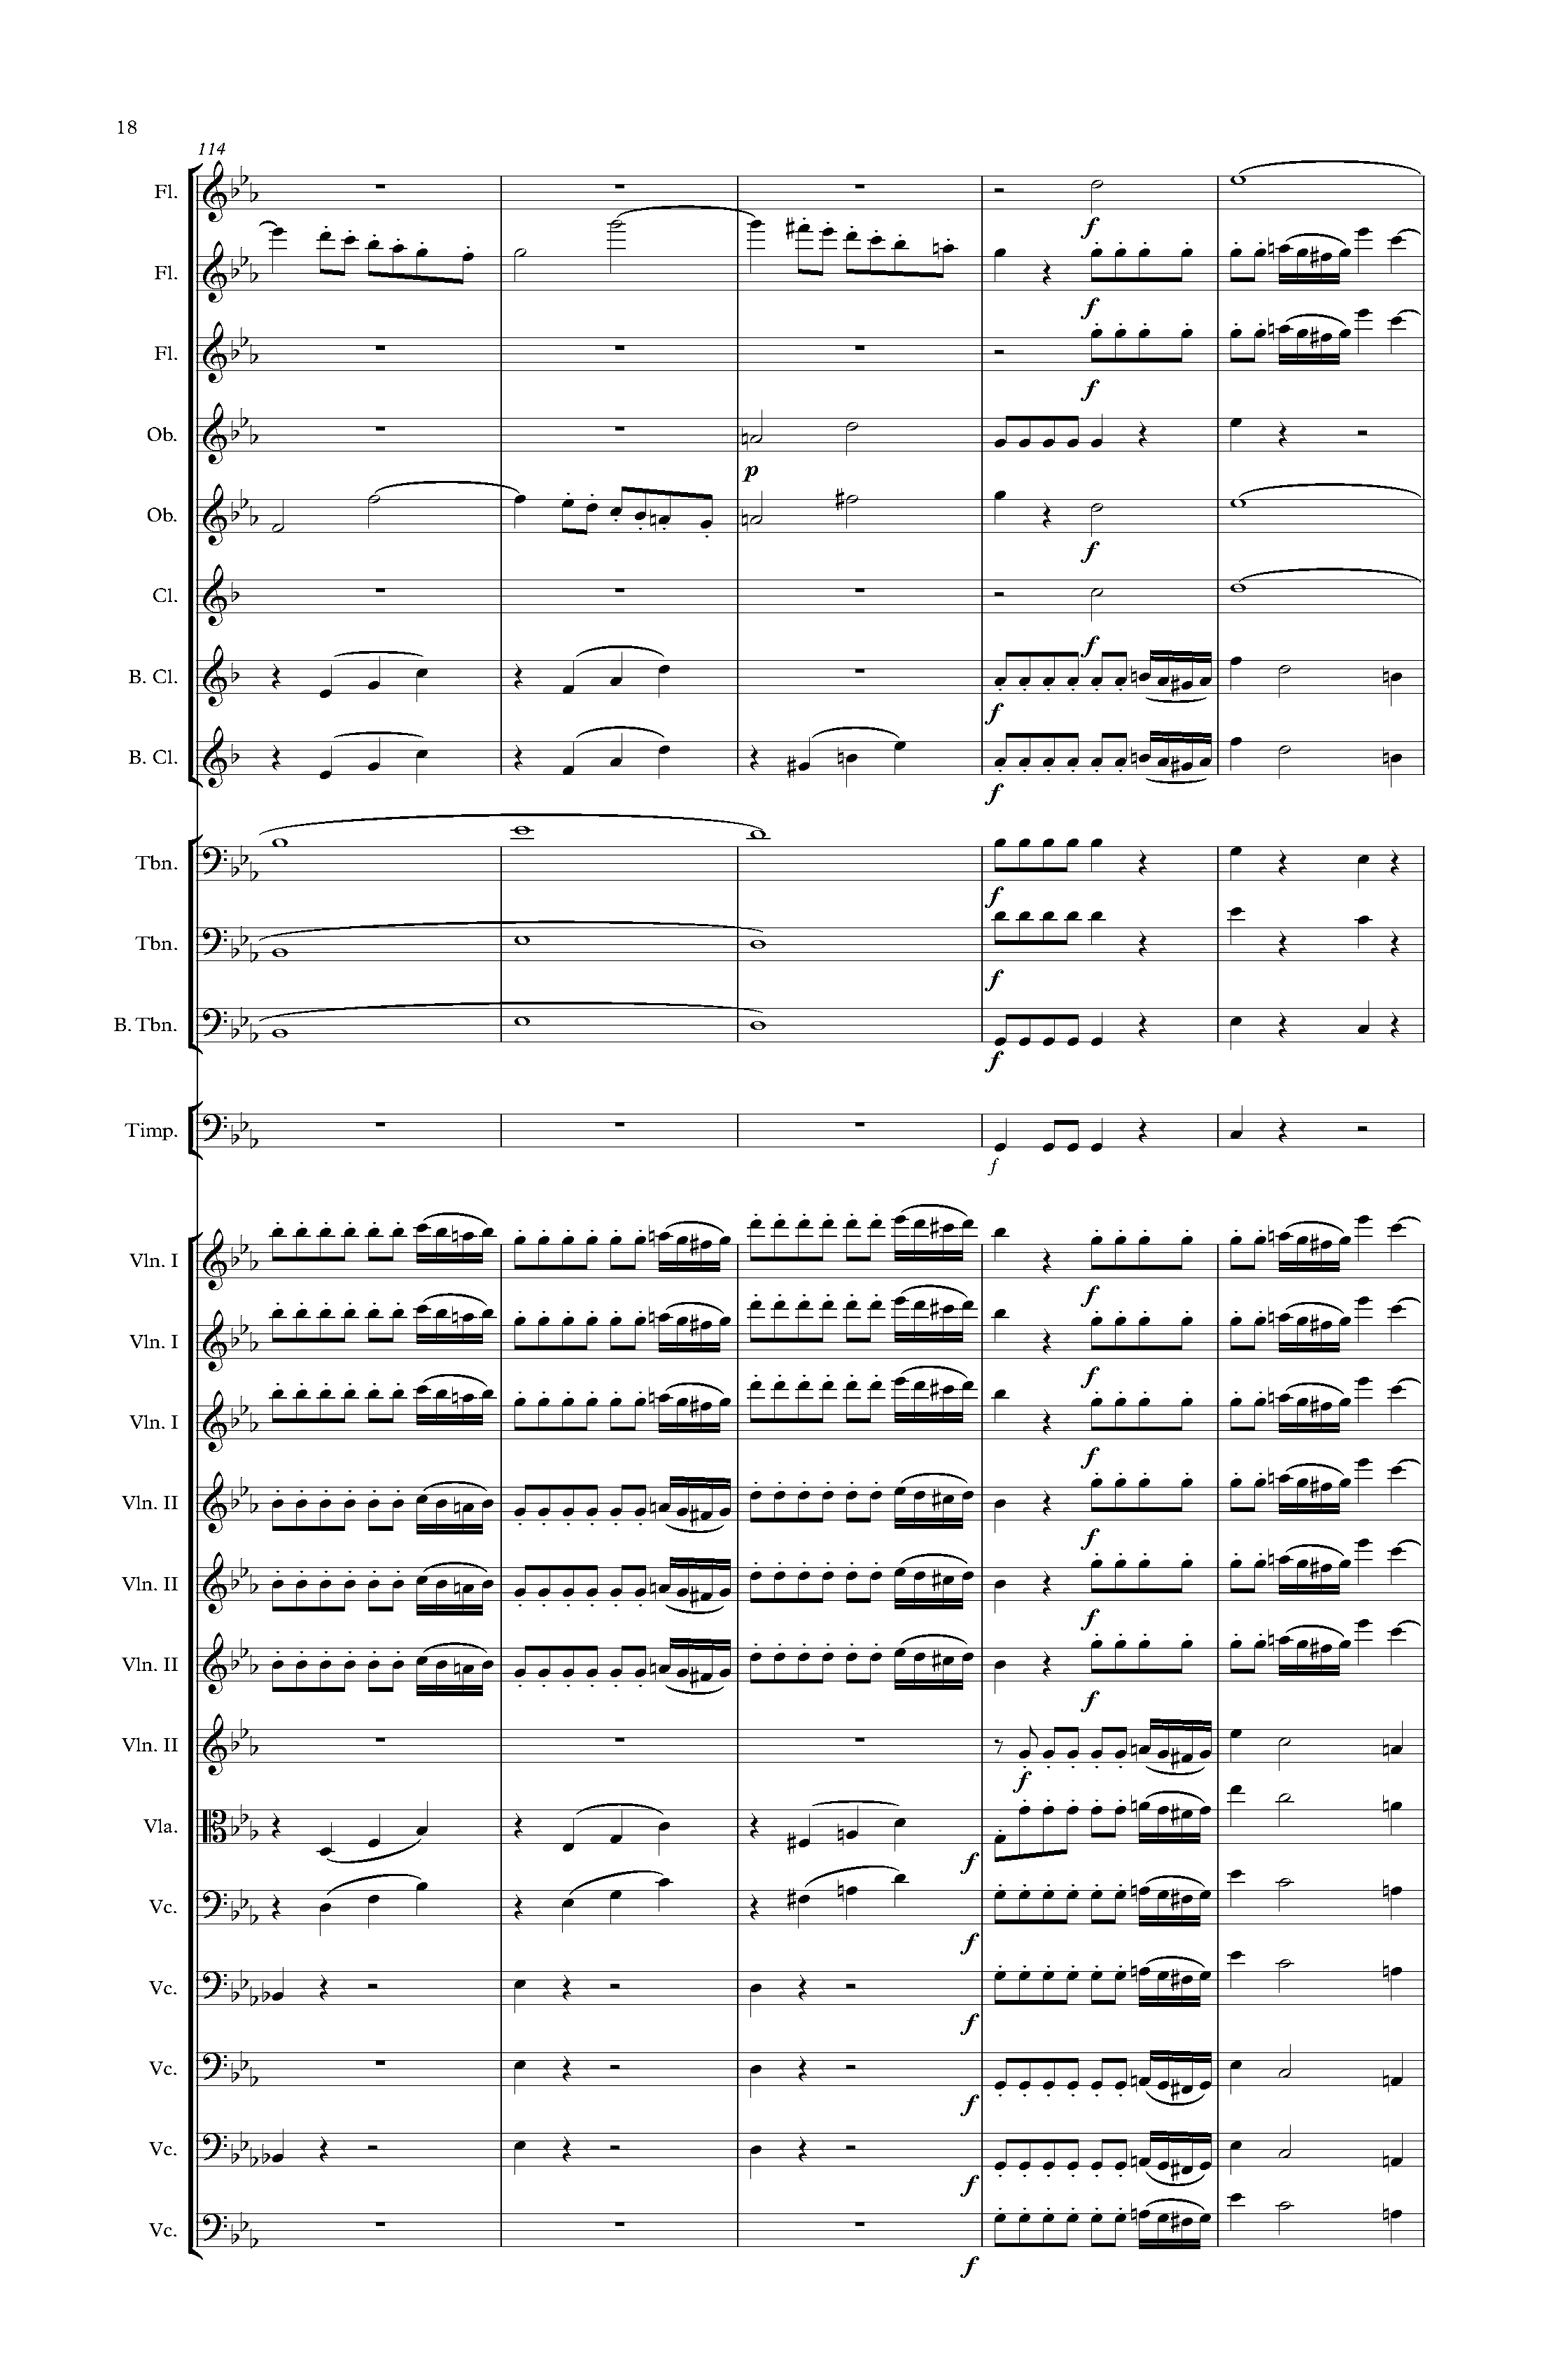 18
114
Fl.
f
Fl.
f
Fl.
f
Ob.
p
Ob.
f
Cl.
f
B. Cl.
f
B. Cl.
f
Tbn.
f
Tbn.
f
B. Tbn.
f
Timp.
f
Vln. I
f
Vln. I
f
Vln. I
f
Vln. II
f
Vln. II
f
Vln. II
f
Vln. II
f
Vla.
f
Vc.
f
Vc.
f
Vc.
f
Vc.
f
Vc.
f